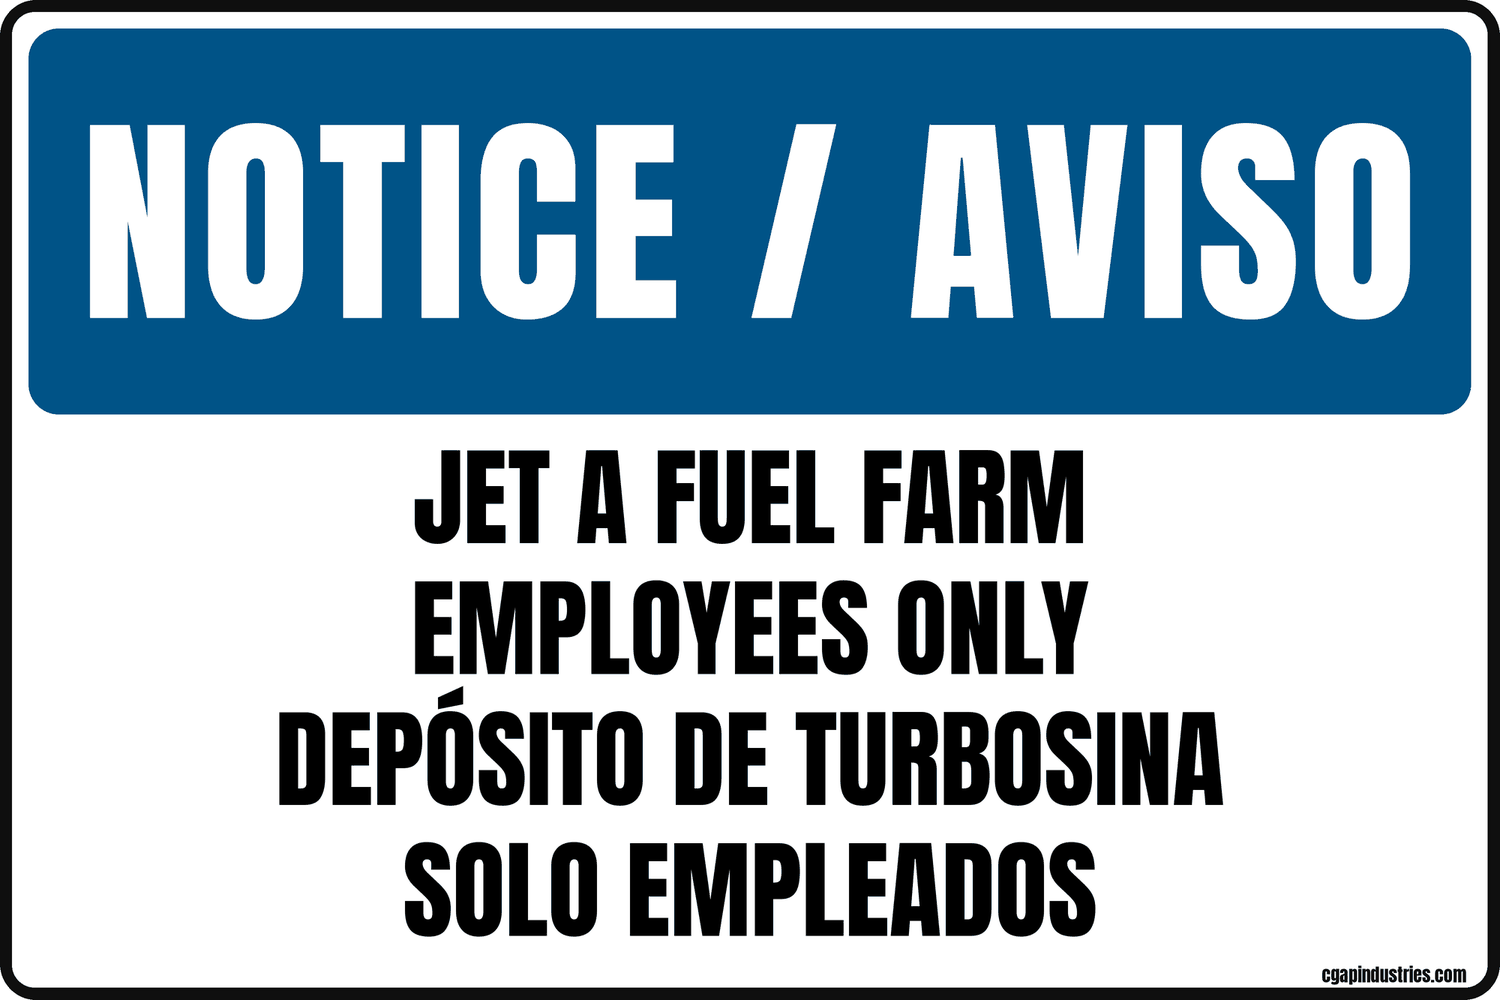 NOTICE / AVISO
JET A FUEL FARM
EMPLOYEES ONLY
DEPÓSITO DE TURBOSINA
SOLO EMPLEADOS
cgapindustries.com